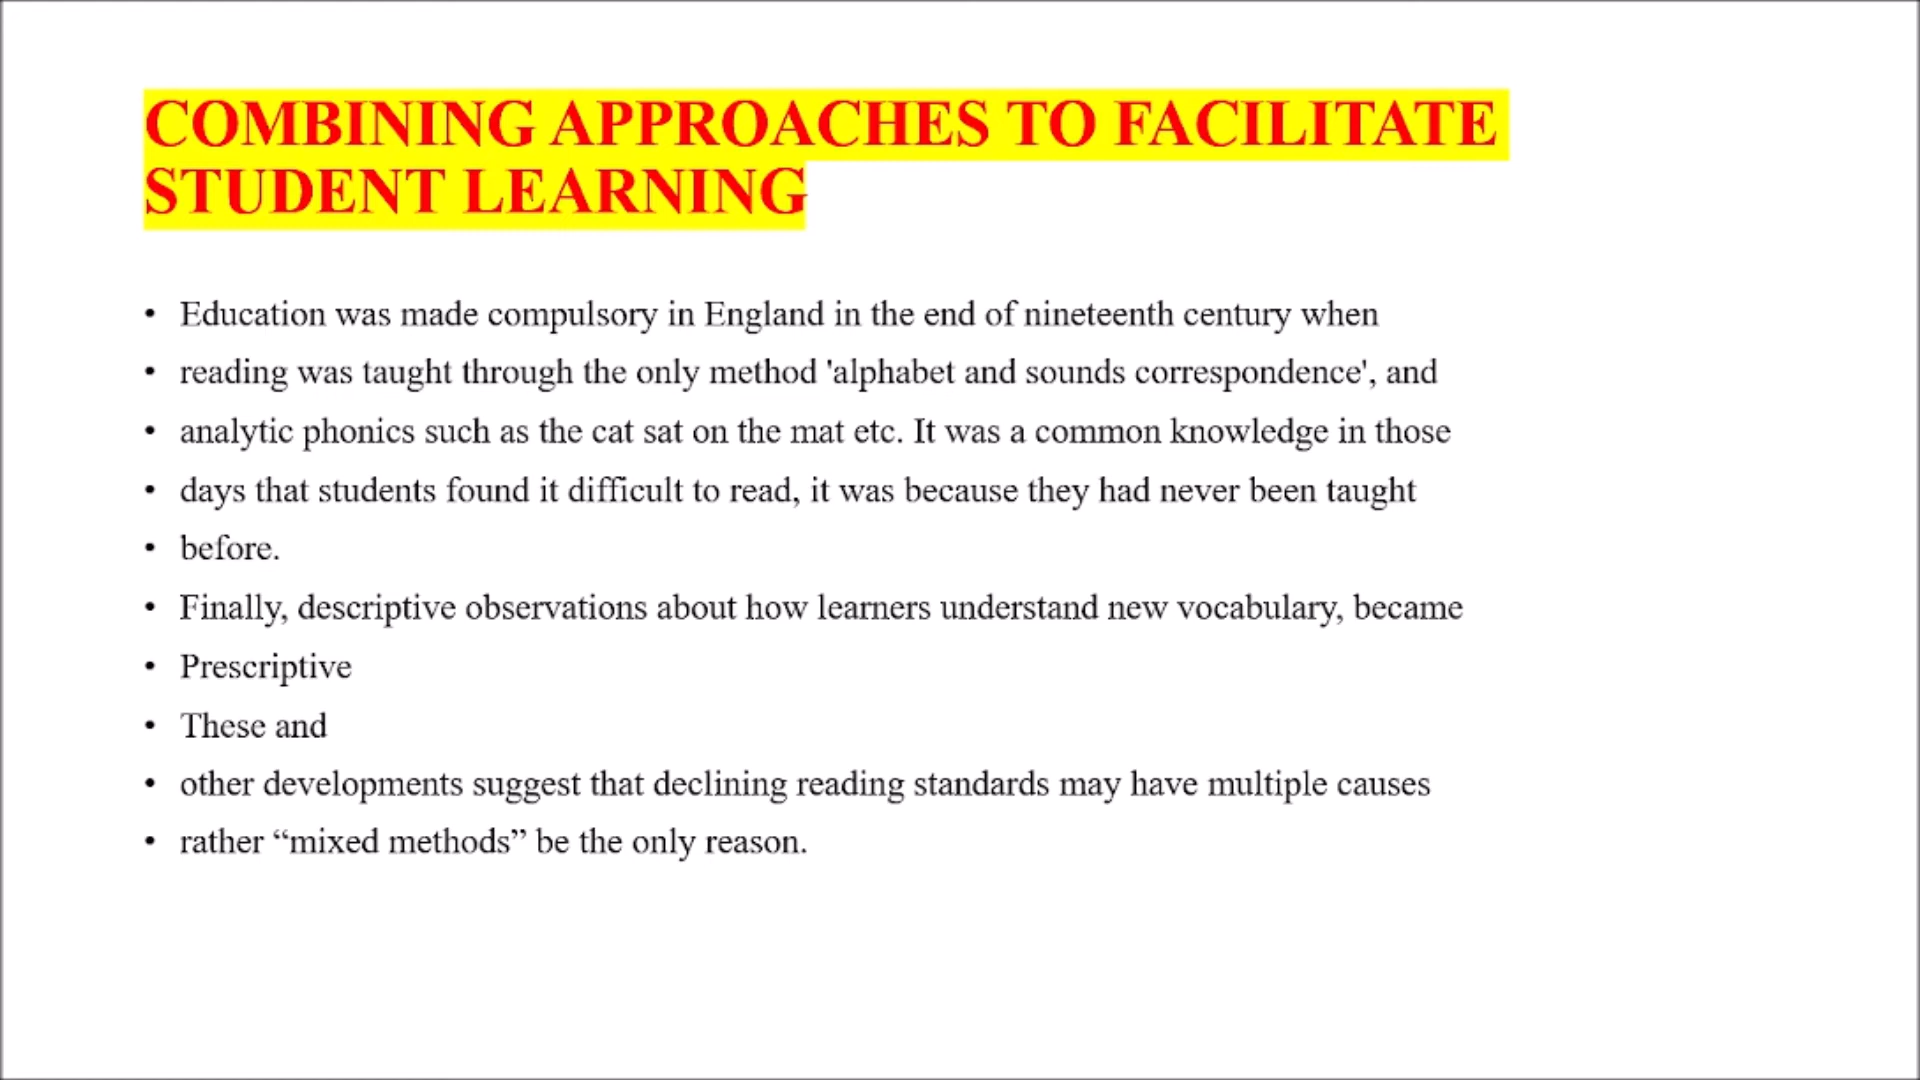 COMBINING APPROACHES TO FACILITATE
STUDENT LEARNING
• Education was made compulsory in England in the end of nineteenth century when
• reading was taught through the only method 'alphabet and sounds correspondence', and
• analytic phonics such as the cat sat on the mat etc. It was a common knowledge in those
• days that students found it difficult to read, it was because they had never been taught
• before.
• Finally, descriptive observations about how learners understand new vocabulary, became
• Prescriptive
• These and
• other developments suggest that declining reading standards may have multiple causes
• rather “mixed methods” be the only reason.